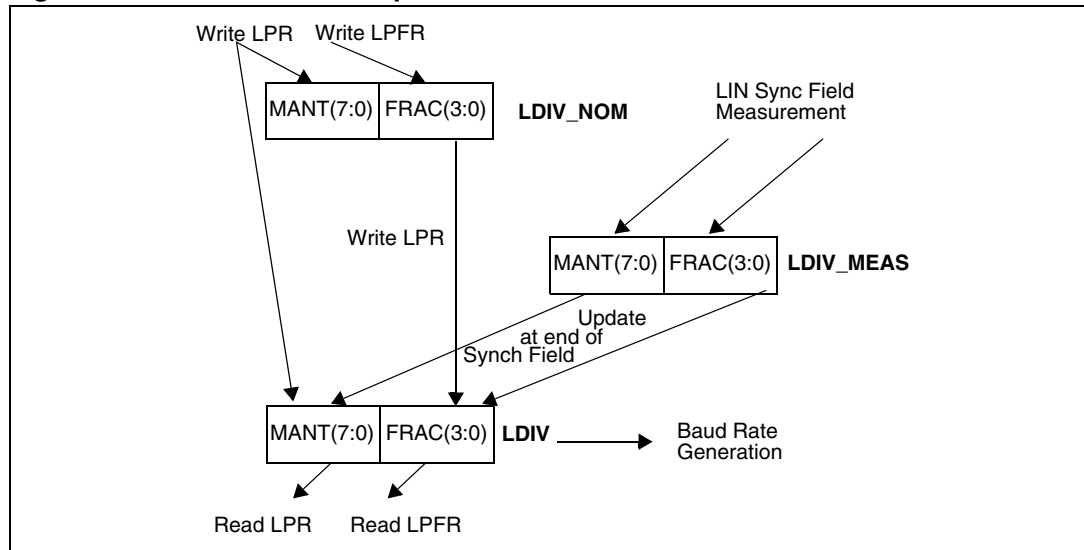 Write LPR
Write LPFR
MANT(7:0)
FRAC(3:0)
LDIV_NOM
LIN Sync Field
Measurement
Write LPR
MANT(7:0)
FRAC(3:0)
LDIV_MEAS
Update
at end of
Synch Field
MANT(7:0)
FRAC(3:0)
LDIV
Baud Rate
Generation
Read LPR
Read LPFR